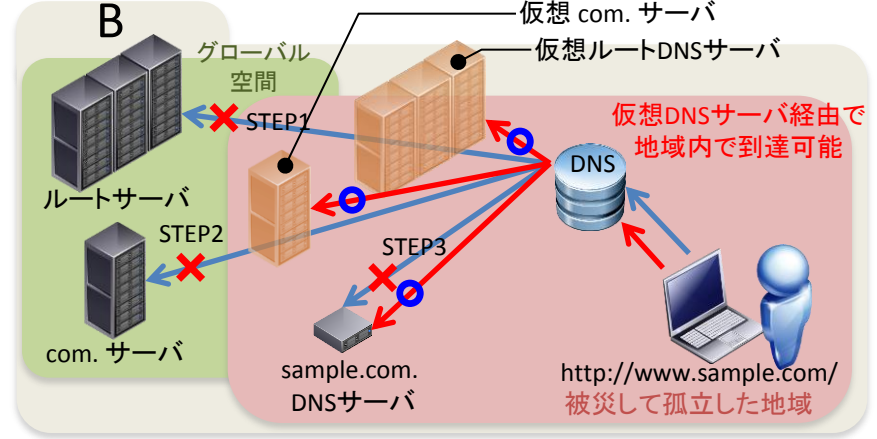 B
仮想 com. サーバ
仮想ルートDNSサーバ
グローバル
空間
STEP1
仮想DNSサーバ経由で
地域内で到達可能
DNS
ルートサーバ
STEP2
STEP3
com. サーバ
sample.com.
DNSサーバ
http://www.sample.com/
被災して孤立した地域